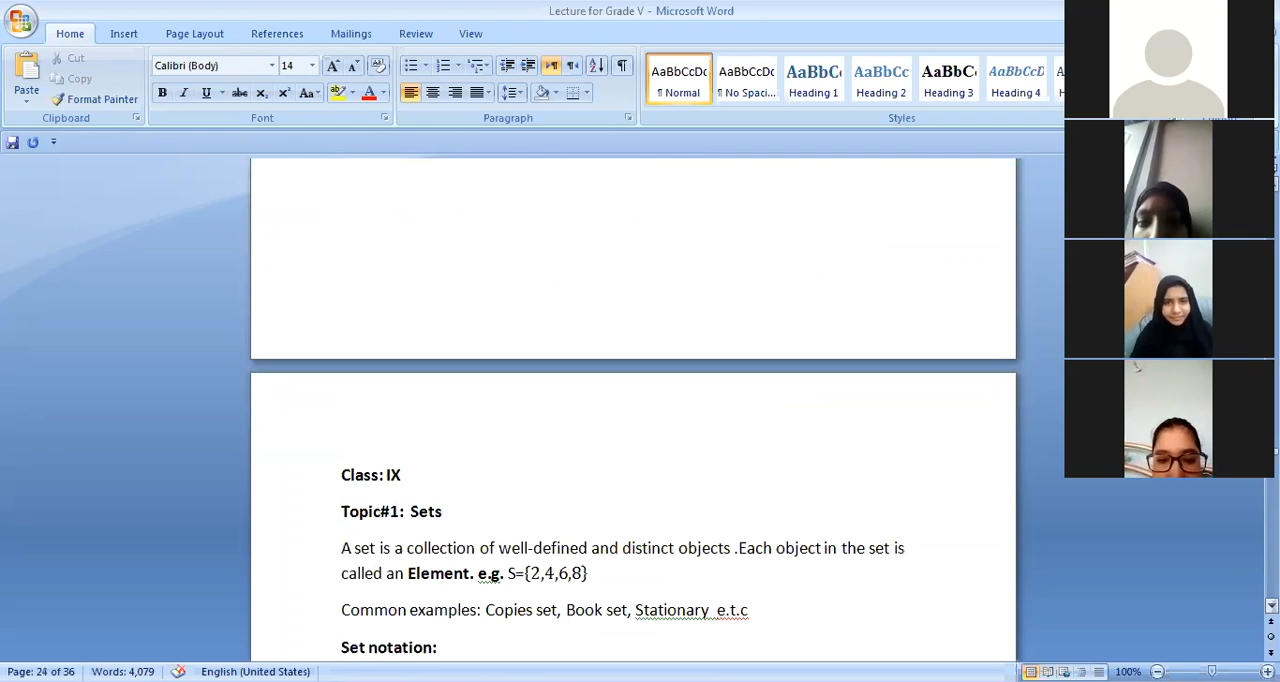 Lecture for Grade V - Microsoft Word
Home Insert Page Layout References Mailings Review View
Cut
Copy
Paste
Format Painter
Clipboard
Calibri (Body) 14
Font
Paragraph
AaBbCcDc AaBbCcDc AaBbC( AaBbCc AaBbCc AaBbCcD
¶ Normal ¶ No Spaci... Heading 1 Heading 2 Heading 3 Heading 4
Styles
Class: IX
Topic#1: Sets
A set is a collection of well-defined and distinct objects .Each object in the set is
called an Element. e.g. S={2,4,6,8}
Common examples: Copies set, Book set, Stationary e.t.c
Set notation:
Page: 24 of 36 Words: 4,079 English (United States) 100%